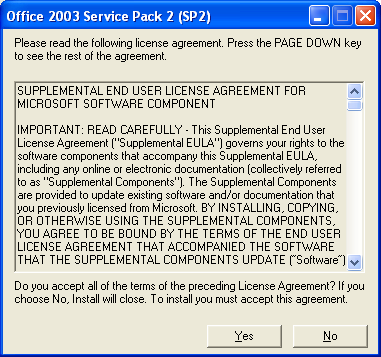 Office 2003 Service Pack 2 (SP2)
Please read the following license agreement. Press the PAGE DOWN key
to see the rest of the agreement.
SUPPLEMENTAL END USER LICENSE AGREEMENT FOR
MICROSOFT SOFTWARE COMPONENT
IMPORTANT: READ CAREFULLY - This Supplemental End User
License Agreement ("Supplemental EULA") governs your rights to the
software components that accompany this Supplemental EULA,
including any online or electronic documentation (collectively referred
to as "Supplemental Components"). The Supplemental Components
are provided to update existing software and/or documentation that
you previously licensed from Microsoft. BY INSTALLING, COPYING,
OR OTHERWISE USING THE SUPPLEMENTAL COMPONENTS,
YOU AGREE TO BE BOUND BY THE TERMS OF THE END USER
LICENSE AGREEMENT THAT ACCOMPANIED THE SOFTWARE
THAT THE SUPPLEMENTAL COMPONENTS UPDATE ("Software")
Do you accept all of the terms of the preceding License Agreement? If you
choose No, Install will close. To install you must accept this agreement.
Yes
No